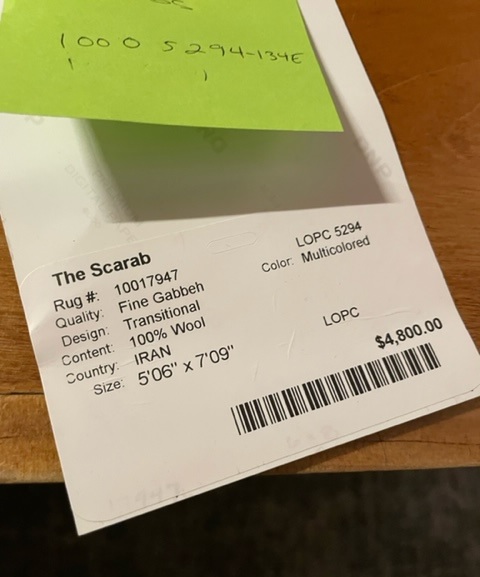 1000 5294-134E
The Scarab
Rug #: 10017947
Quality: Fine Gabbeh
Design: Transitional
Content: 100% Wool
Country: IRAN
Size: 5'06" x 7'09"
LOPC 5294
Color: Multicolored
LOPC
$4,800.00